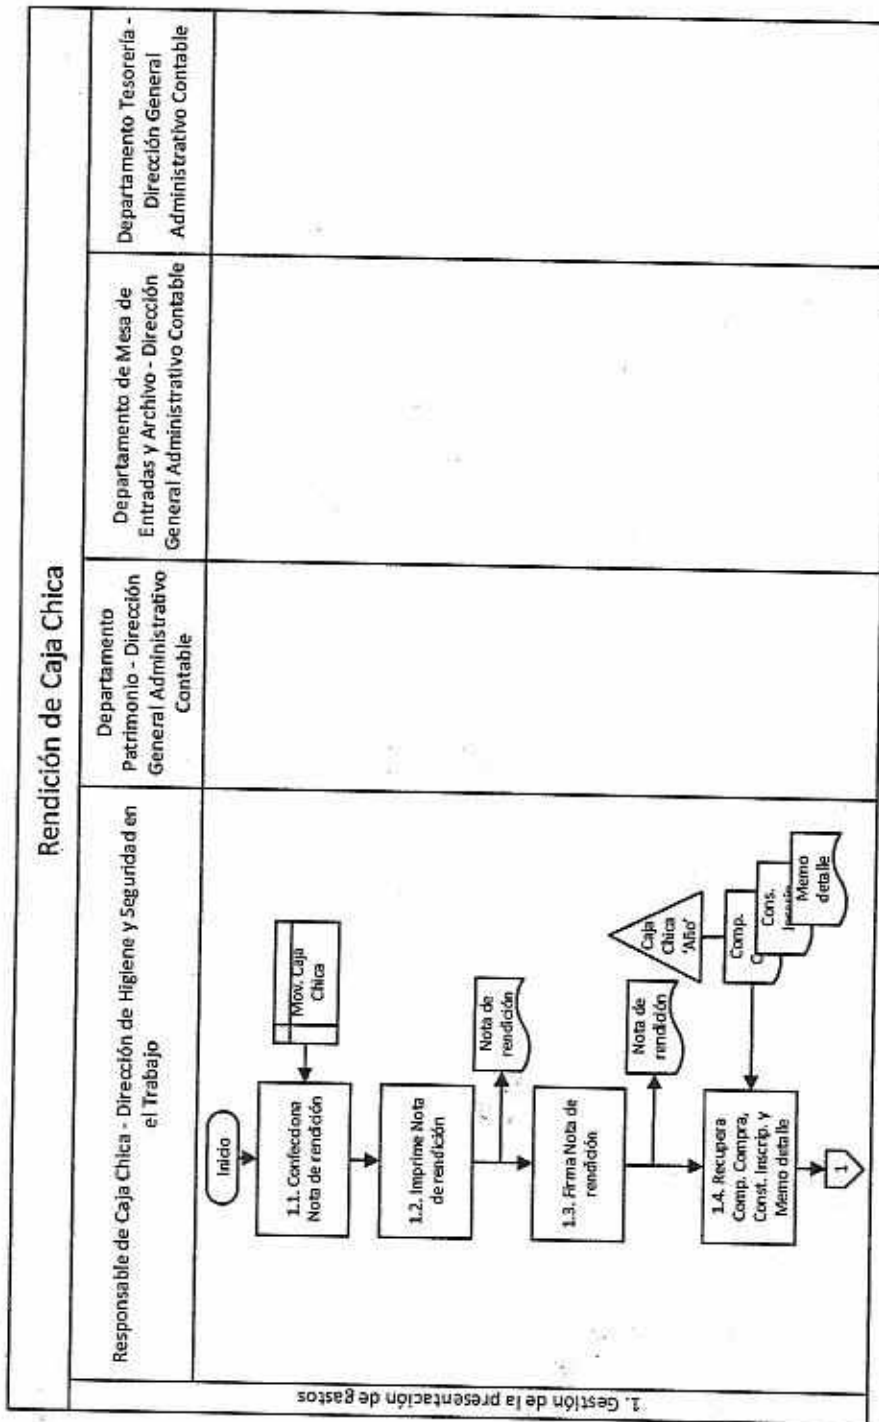 Rendición de Caja Chica
Responsable de Caja Chica - Dirección de Higiene y Seguridad en
el Trabajo
Departamento
Patrimonio - Dirección
General Administrativo
Contable
Departamento de Mesa de
Entradas y Archivo - Dirección
General Administrativo Contable
Departamento Tesorería -
Dirección General
Administrativo Contable
1. Gestión de la presentación de gastos
Inicio
1.1. Confecciona
Nota de rendición
Mov. Caja
Chica
1.2. Imprime Nota
de rendición
Nota de
rendición
1.3. Firma Nota de
rendición
Nota de
rendición
1.4. Recupera
Comp. Compra,
Const. Inscrip. y
Memo detalle
Caja
Chica
'Año'
Comp.
C
Cons.
Memo
detalle
1